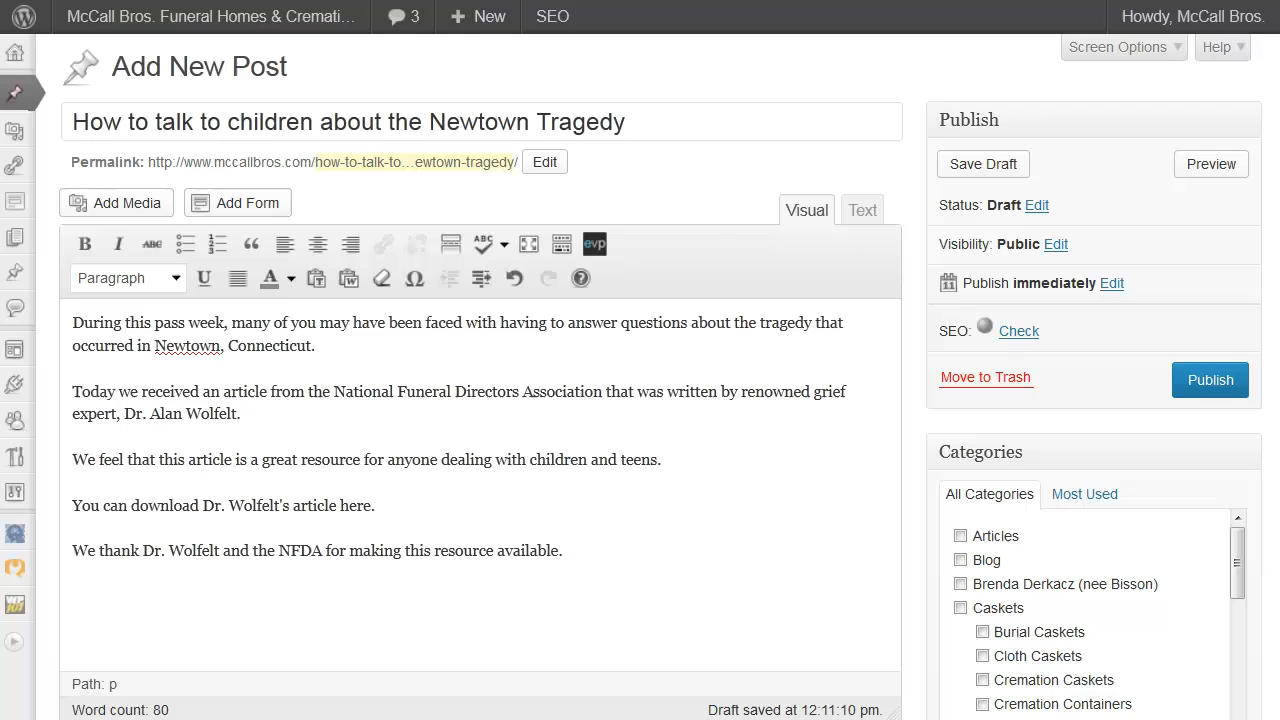 McCall Bros. Funeral Homes & Cremati... 3 New SEO Howdy, McCall Bros.
Screen Options Help
Add New Post
How to talk to children about the Newtown Tragedy
Permalink: http://www.mccallbros.com/how-to-talk-to...ewtown-tragedy/ Edit
Add Media Add Form Visual Text
B I ABC ABC evp
Paragraph U A Ω
During this pass week, many of you may have been faced with having to answer questions about the tragedy that
occurred in Newtown, Connecticut.
Today we received an article from the National Funeral Directors Association that was written by renowned grief
expert, Dr. Alan Wolfelt.
We feel that this article is a great resource for anyone dealing with children and teens.
You can download Dr. Wolfelt's article here.
We thank Dr. Wolfelt and the NFDA for making this resource available.
Path: p
Word count: 80 Draft saved at 12:11:10 pm.
Publish
Save Draft Preview
Status: Draft Edit
Visibility: Public Edit
Publish immediately Edit
SEO: Check
Move to Trash Publish
Categories
All Categories Most Used
Articles
Blog
Brenda Derkacz (nee Bisson)
Caskets
Burial Caskets
Cloth Caskets
Cremation Caskets
Cremation Containers